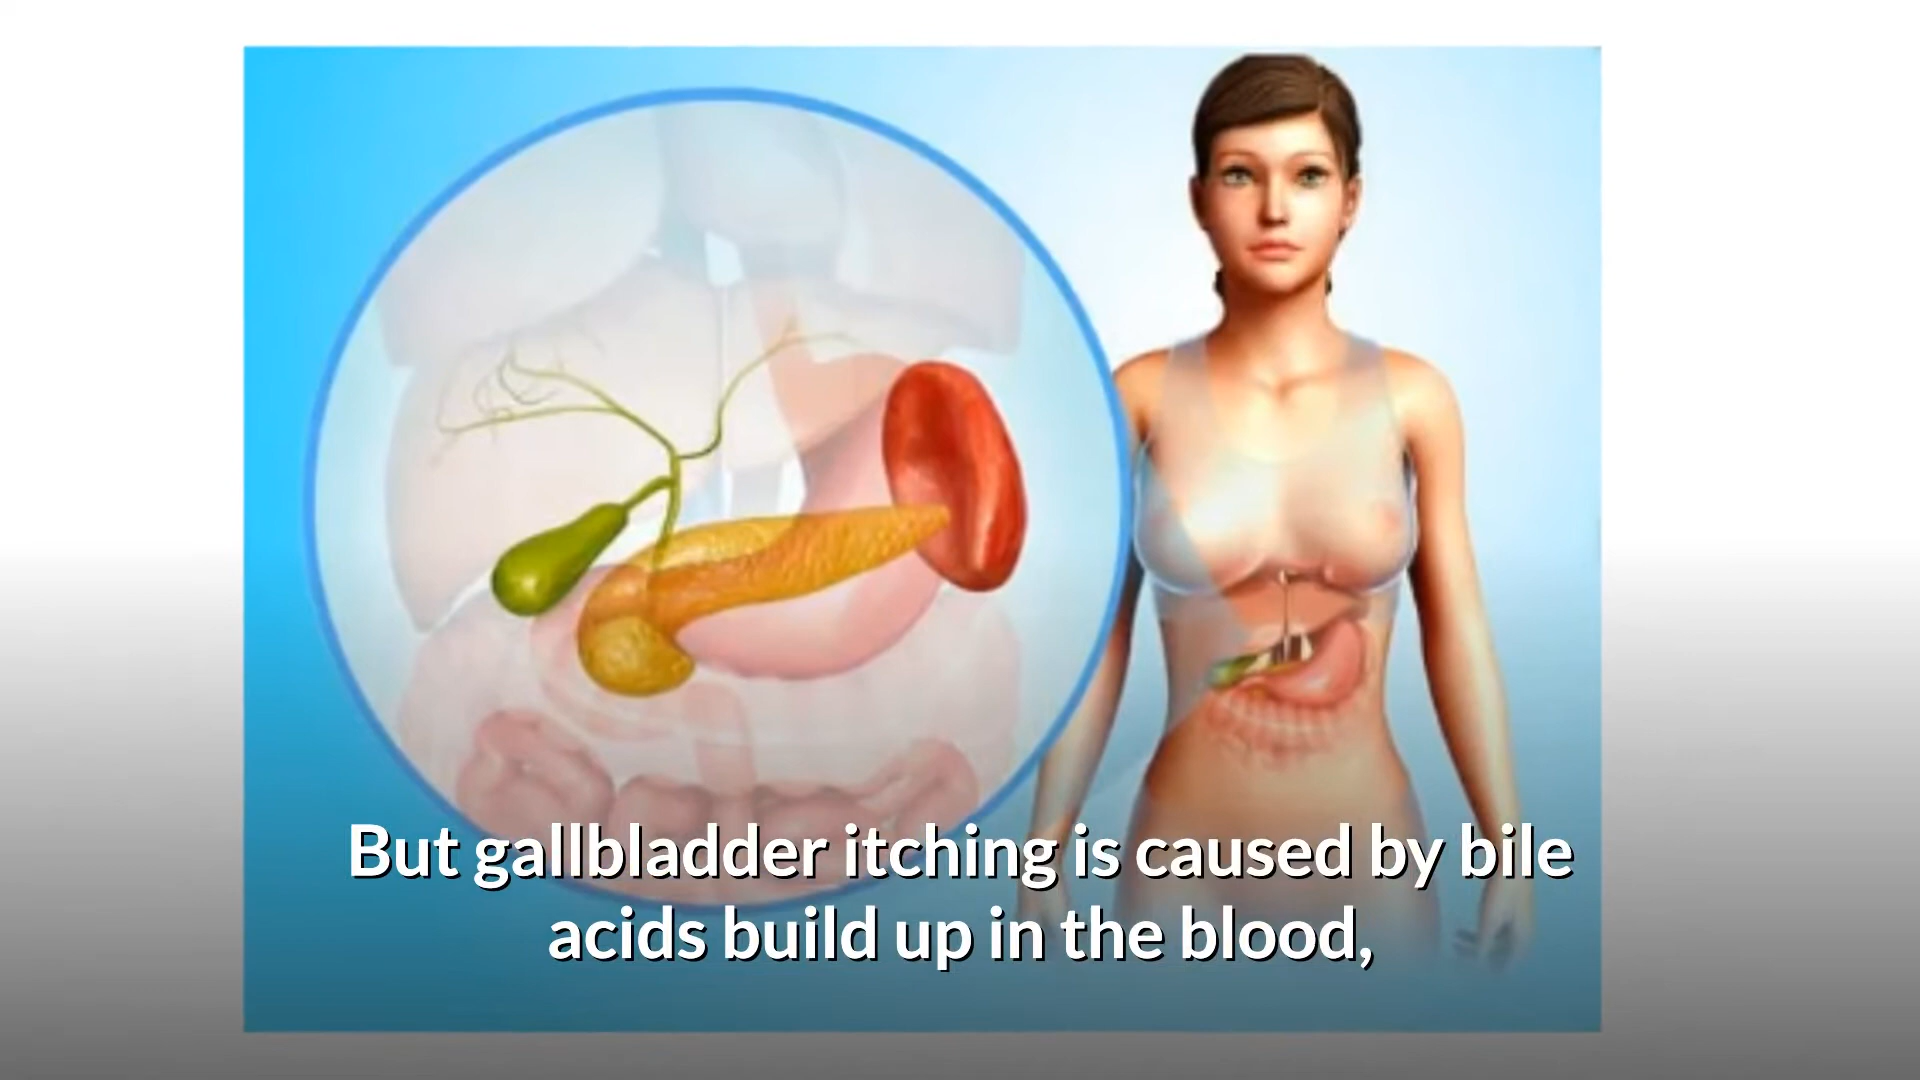 But gallbladder itching is caused by bile
acids build up in the blood,